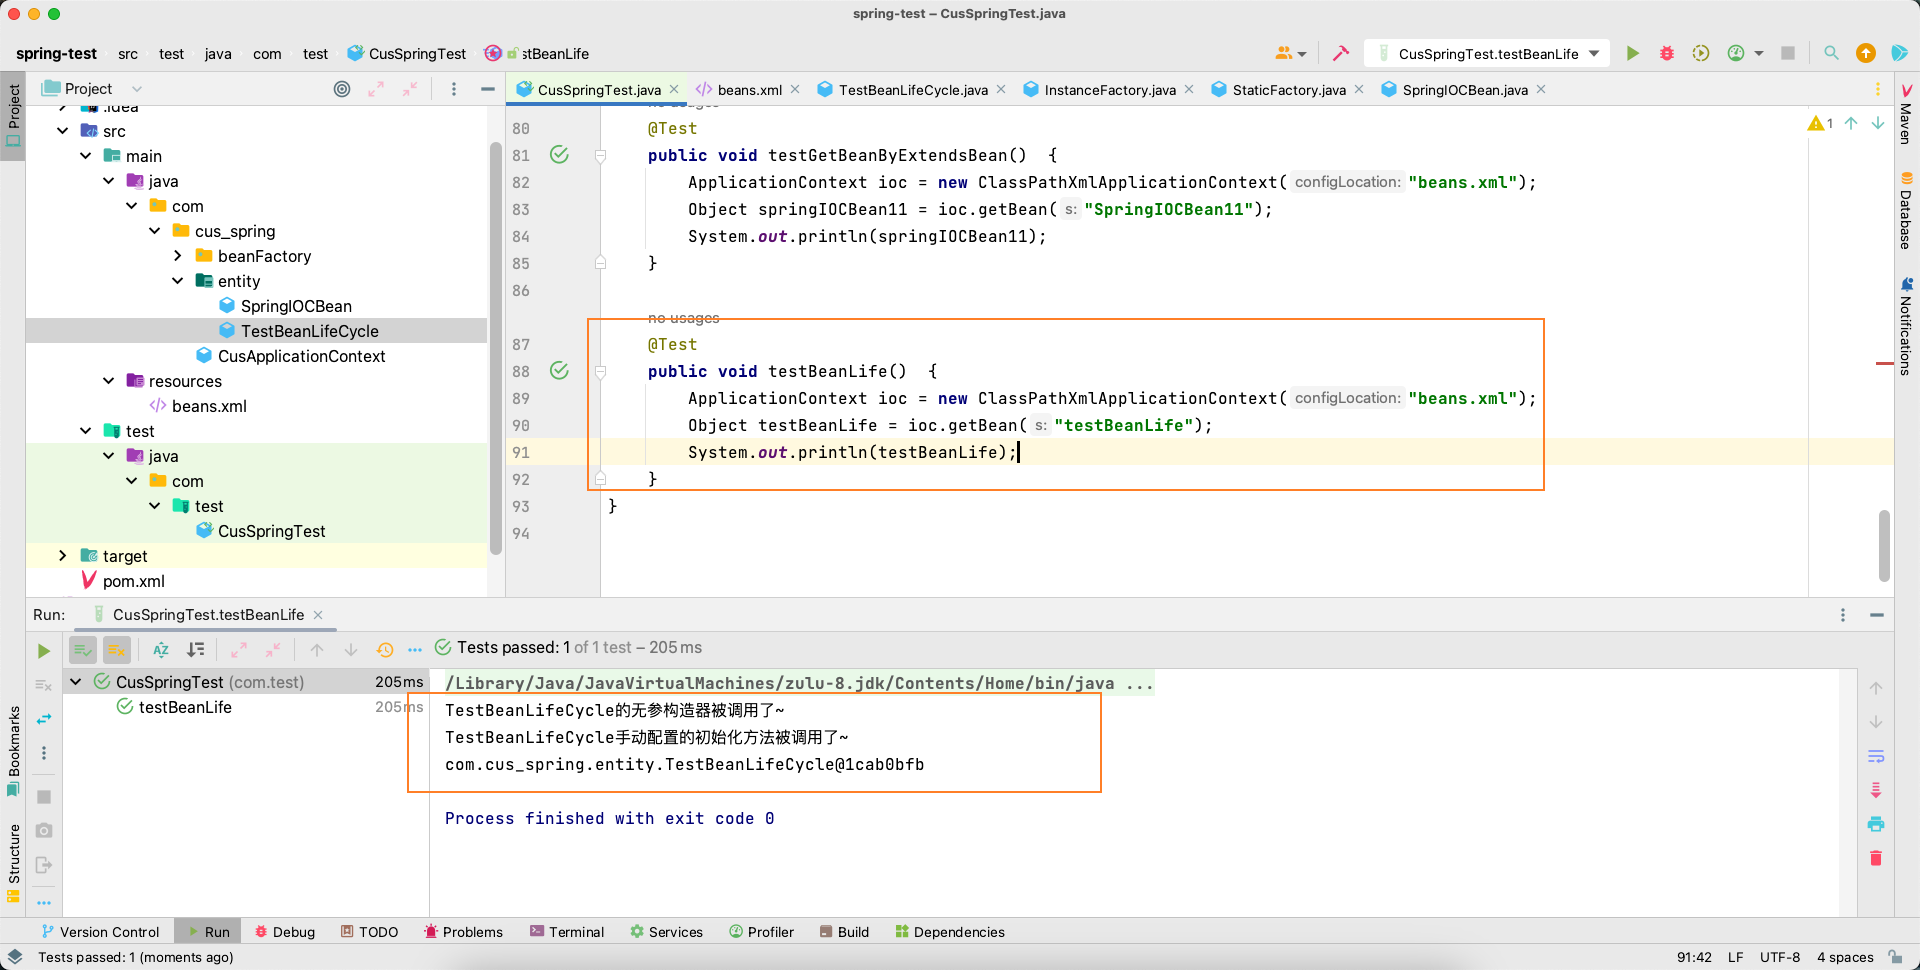 spring-test – CusSpringTest.java
spring-test src test java com test CusSpringTest stBeanLife
CusSpringTest.testBeanLife
Project
CusSpringTest.java beans.xml TestBeanLifeCycle.java InstanceFactory.java StaticFactory.java SpringIOCBean.java
Project
.idea
src
main
java
com
cus_spring
beanFactory
entity
SpringIOCBean
TestBeanLifeCycle
CusApplicationContext
resources
beans.xml
test
java
com
test
CusSpringTest
target
pom.xml
no usages
1
80 @Test
81 public void testGetBeanByExtendsBean() {
82 ApplicationContext ioc = new ClassPathXmlApplicationContext( configLocation: "beans.xml");
83 Object springIOCBean11 = ioc.getBean( s: "SpringIOCBean11");
84 System.out.println(springIOCBean11);
85 }
86
no usages
87 @Test
88 public void testBeanLife() {
89 ApplicationContext ioc = new ClassPathXmlApplicationContext( configLocation: "beans.xml");
90 Object testBeanLife = ioc.getBean( s: "testBeanLife");
91 System.out.println(testBeanLife);
92 }
93 }
94
Maven
Database
Notifications
Run: CusSpringTest.testBeanLife
Tests passed: 1 of 1 test – 205 ms
CusSpringTest (com.test) 205 ms
testBeanLife 205 ms
/Library/Java/JavaVirtualMachines/zulu-8.jdk/Contents/Home/bin/java ...
TestBeanLifeCycle的无参构造器被调用了~
TestBeanLifeCycle手动配置的初始化方法被调用了~
com.cus_spring.entity.TestBeanLifeCycle@1cab0bfb
Process finished with exit code 0
Bookmarks
Structure
Version Control Run Debug TODO Problems Terminal Services Profiler Build Dependencies
Tests passed: 1 (moments ago)
91:42 LF UTF-8 4 spaces